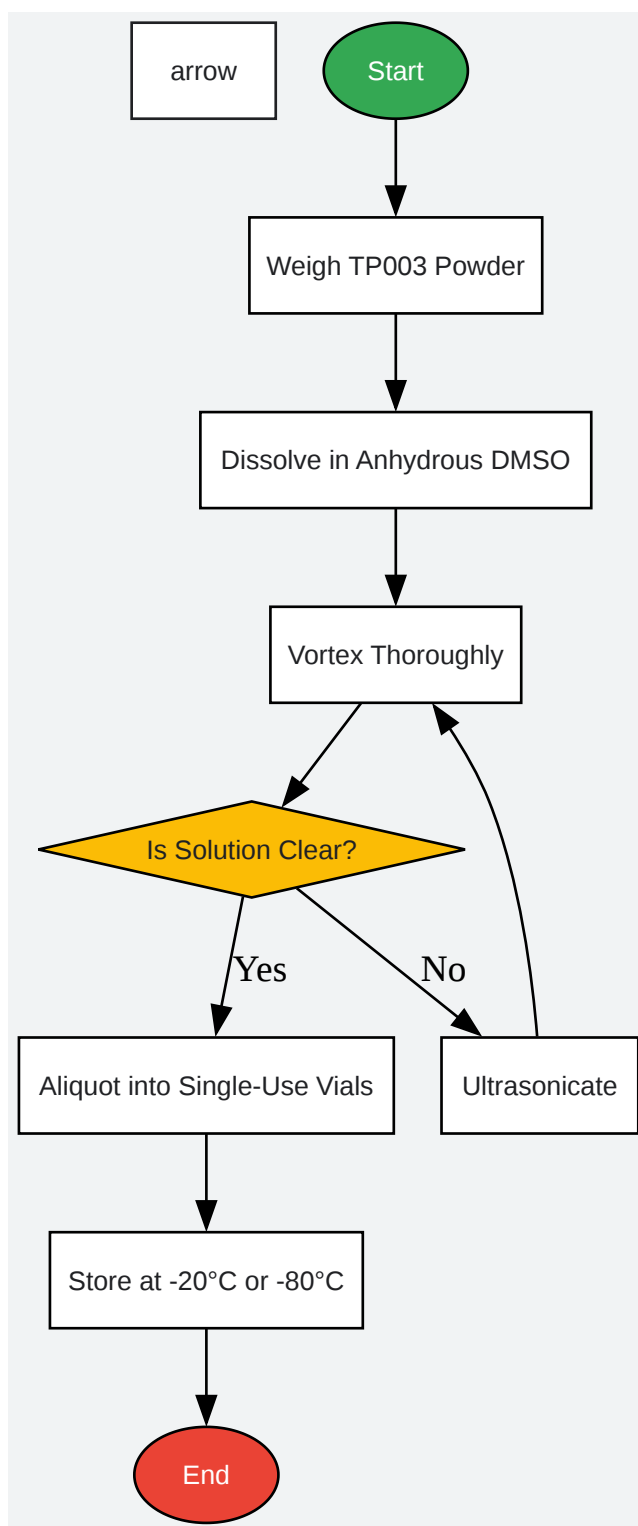 arrow
Start
Weigh TP003 Powder
Dissolve in Anhydrous DMSO
Vortex Thoroughly
Is Solution Clear?
Yes
No
Aliquot into Single-Use Vials
Ultrasonicate
Store at -20°C or -80°C
End